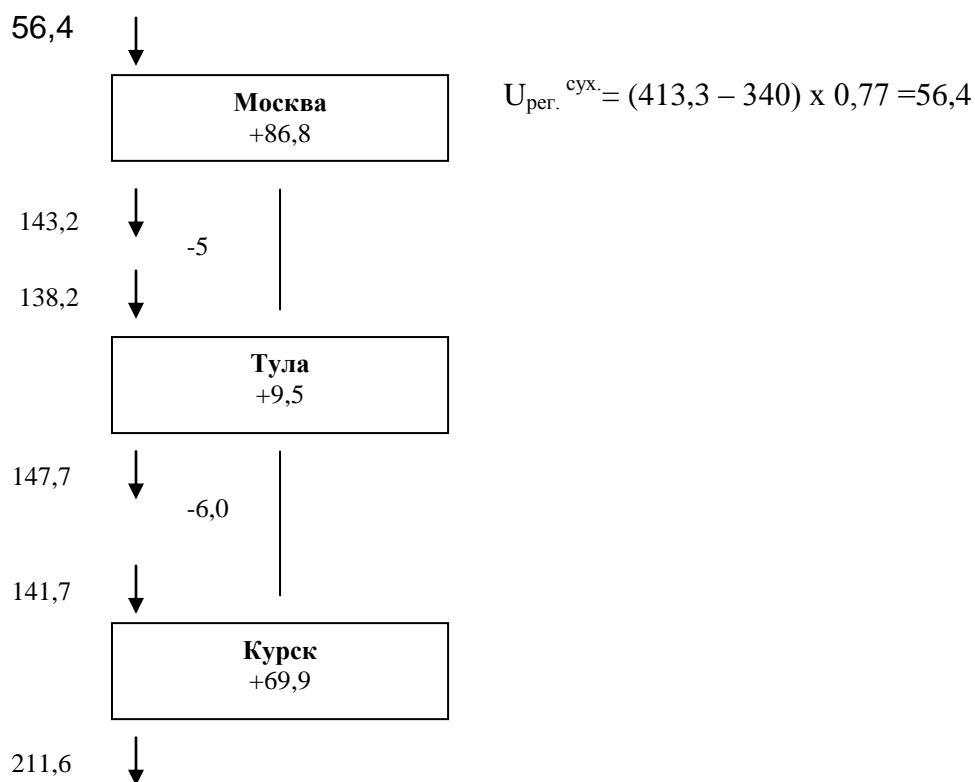 56,4
Москва
+86,8
Uрег. сух.= (413,3 – 340) х 0,77 =56,4
143,2
-5
138,2
Тула
+9,5
147,7
-6,0
141,7
Курск
+69,9
211,6